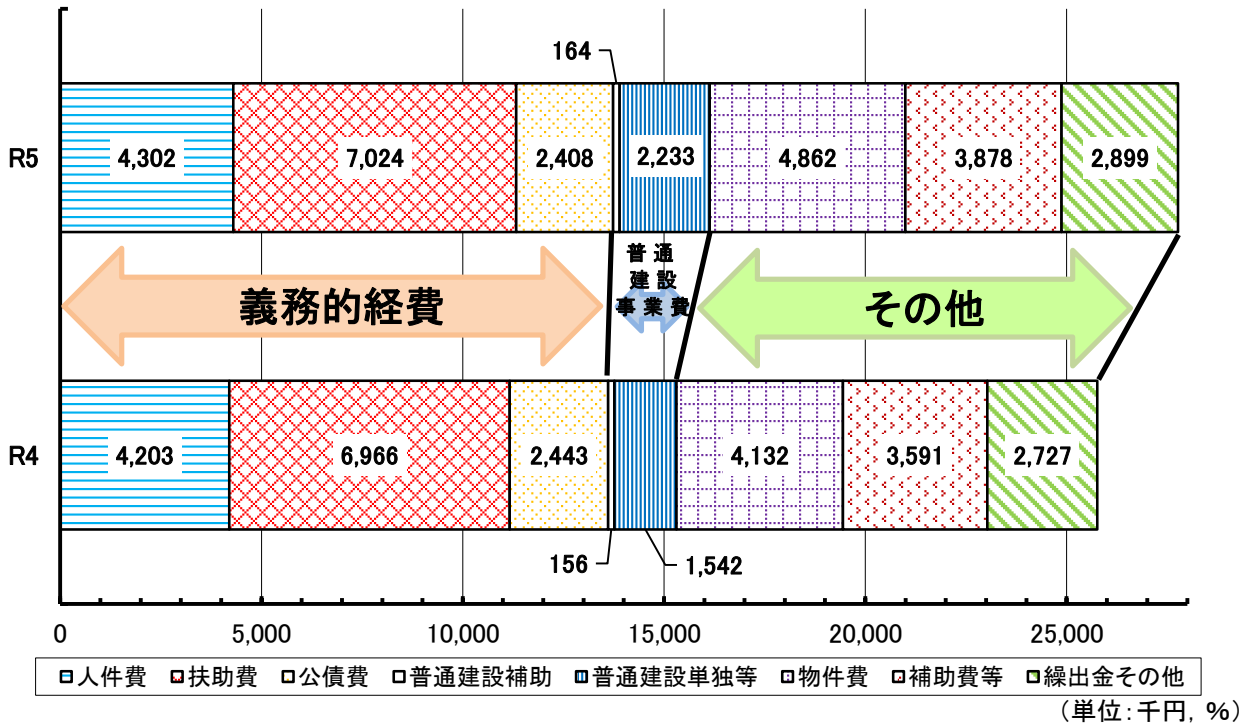 164
R5
4,302
7,024
2,408
2,233
4,862
3,878
2,899
義務的経費
普通
建設
事業費
その他
R4
4,203
6,966
2,443
4,132
3,591
2,727
156
1,542
0
5,000
10,000
15,000
20,000
25,000
人件費
扶助費
公債費
普通建設補助
普通建設単独等
物件費
補助費等
繰出金その他
（単位：千円，％）